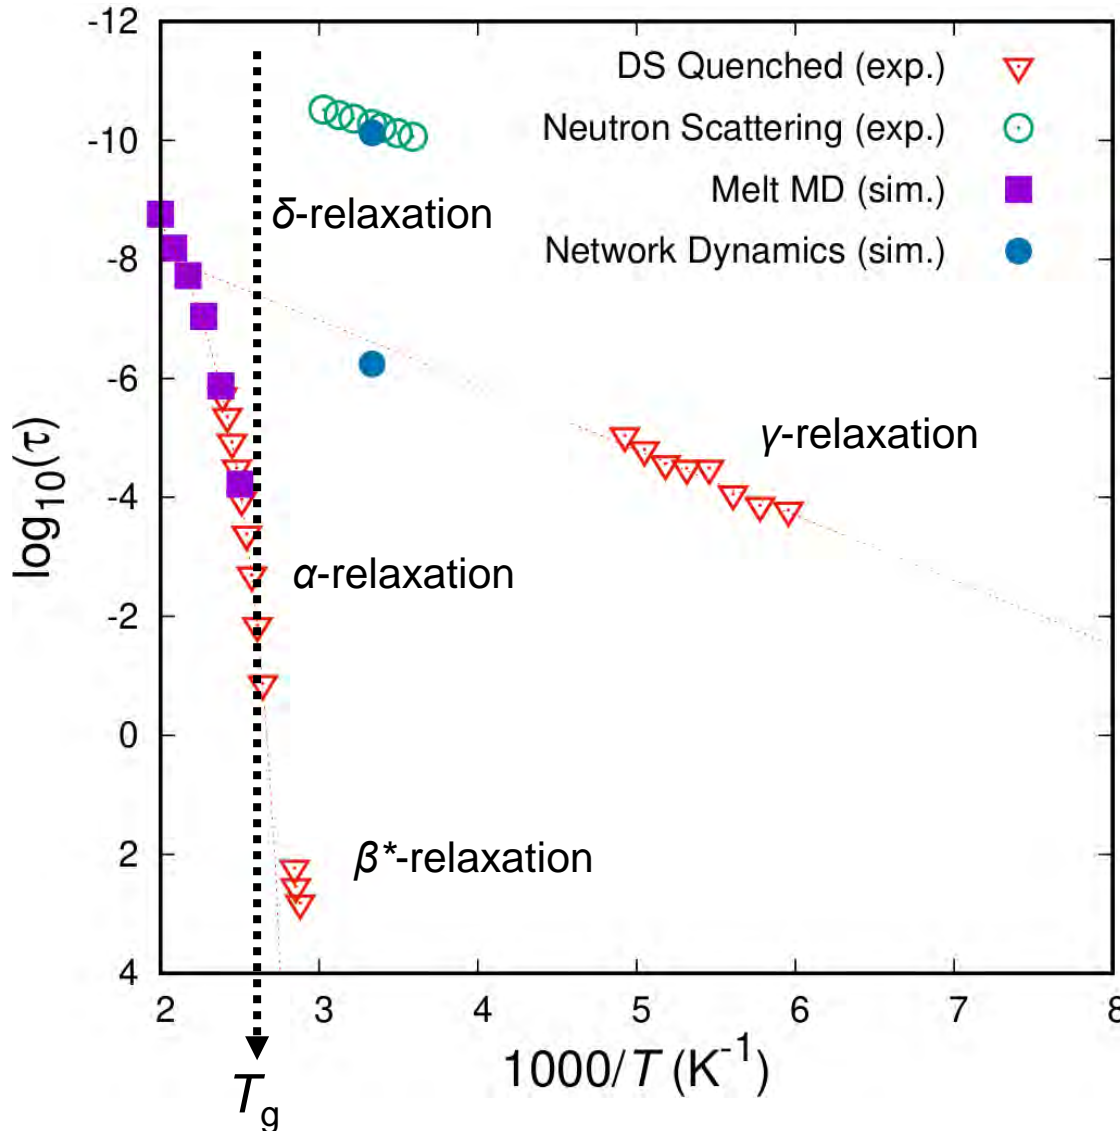 -12
-10
-8
-6
-4
-2
0
2
4
log₁₀(τ)
DS Quenched (exp.)
Neutron Scattering (exp.)
Melt MD (sim.)
Network Dynamics (sim.)
δ-relaxation
γ-relaxation
α-relaxation
β*-relaxation
2 3 4 5 6 7 8
1000/T (K⁻¹)
T_g